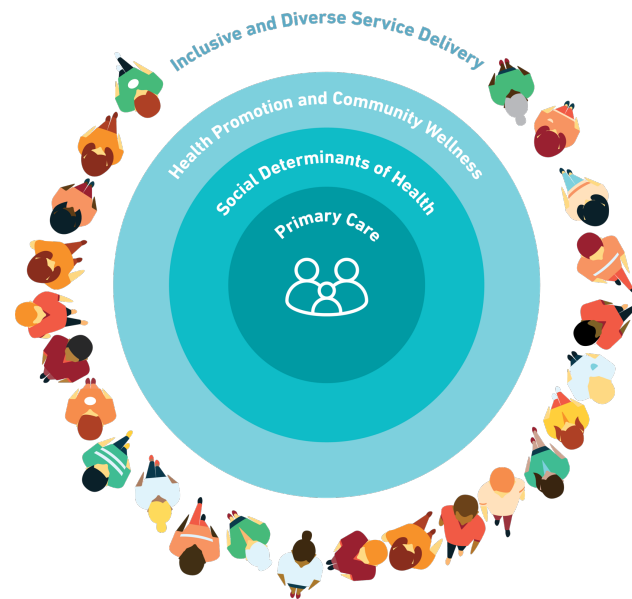 Inclusive and Diverse Service Delivery
Health Promotion and Community Wellness
Social Determinants of Health
Primary Care